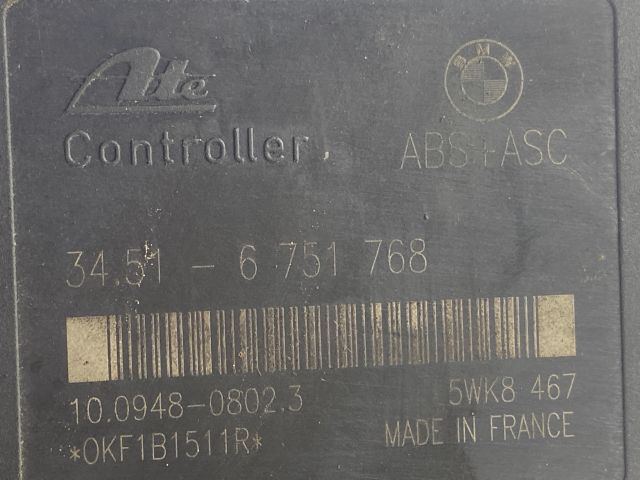 Ate
BMW
Controller
ABS+ASC
34.51 - 6 751 768
10.0948-0802.3
5WK8 467
*0KF1B1511R*
MADE IN FRANCE